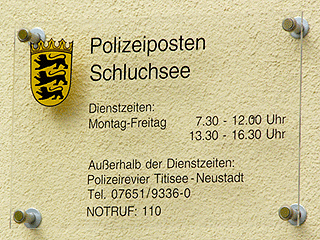 Polizeiposten
Schluchsee
Dienstzeiten:
Montag-Freitag 7.30 - 12.00 Uhr
13.30 - 16.30 Uhr
Außerhalb der Dienstzeiten:
Polizeirevier Titisee-Neustadt
Tel. 07651/9336-0
NOTRUF: 110